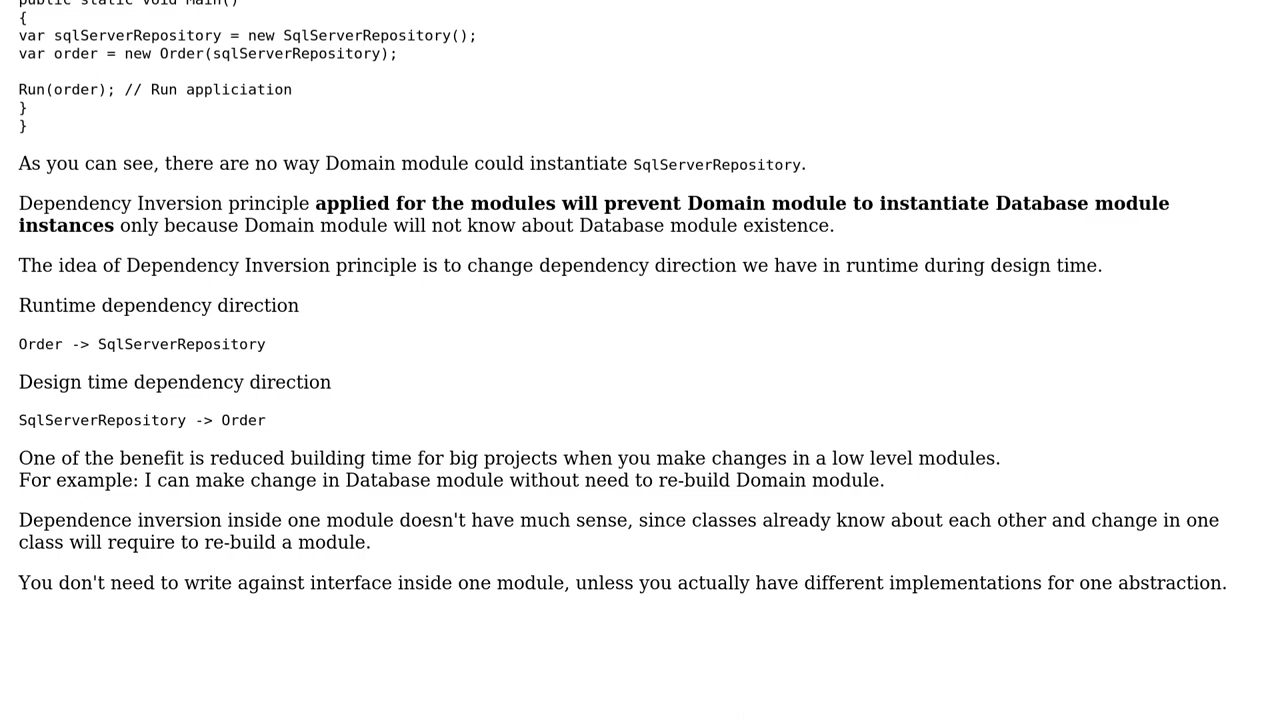 public static void Main()
{
var sqlServerRepository = new SqlServerRepository();
var order = new Order(sqlServerRepository);
Run(order); // Run appliciation
}
}
As you can see, there are no way Domain module could instantiate SqlServerRepository.
Dependency Inversion principle applied for the modules will prevent Domain module to instantiate Database module
instances only because Domain module will not know about Database module existence.
The idea of Dependency Inversion principle is to change dependency direction we have in runtime during design time.
Runtime dependency direction
Order -> SqlServerRepository
Design time dependency direction
SqlServerRepository -> Order
One of the benefit is reduced building time for big projects when you make changes in a low level modules.
For example: I can make change in Database module without need to re-build Domain module.
Dependence inversion inside one module doesn't have much sense, since classes already know about each other and change in one
class will require to re-build a module.
You don't need to write against interface inside one module, unless you actually have different implementations for one abstraction.